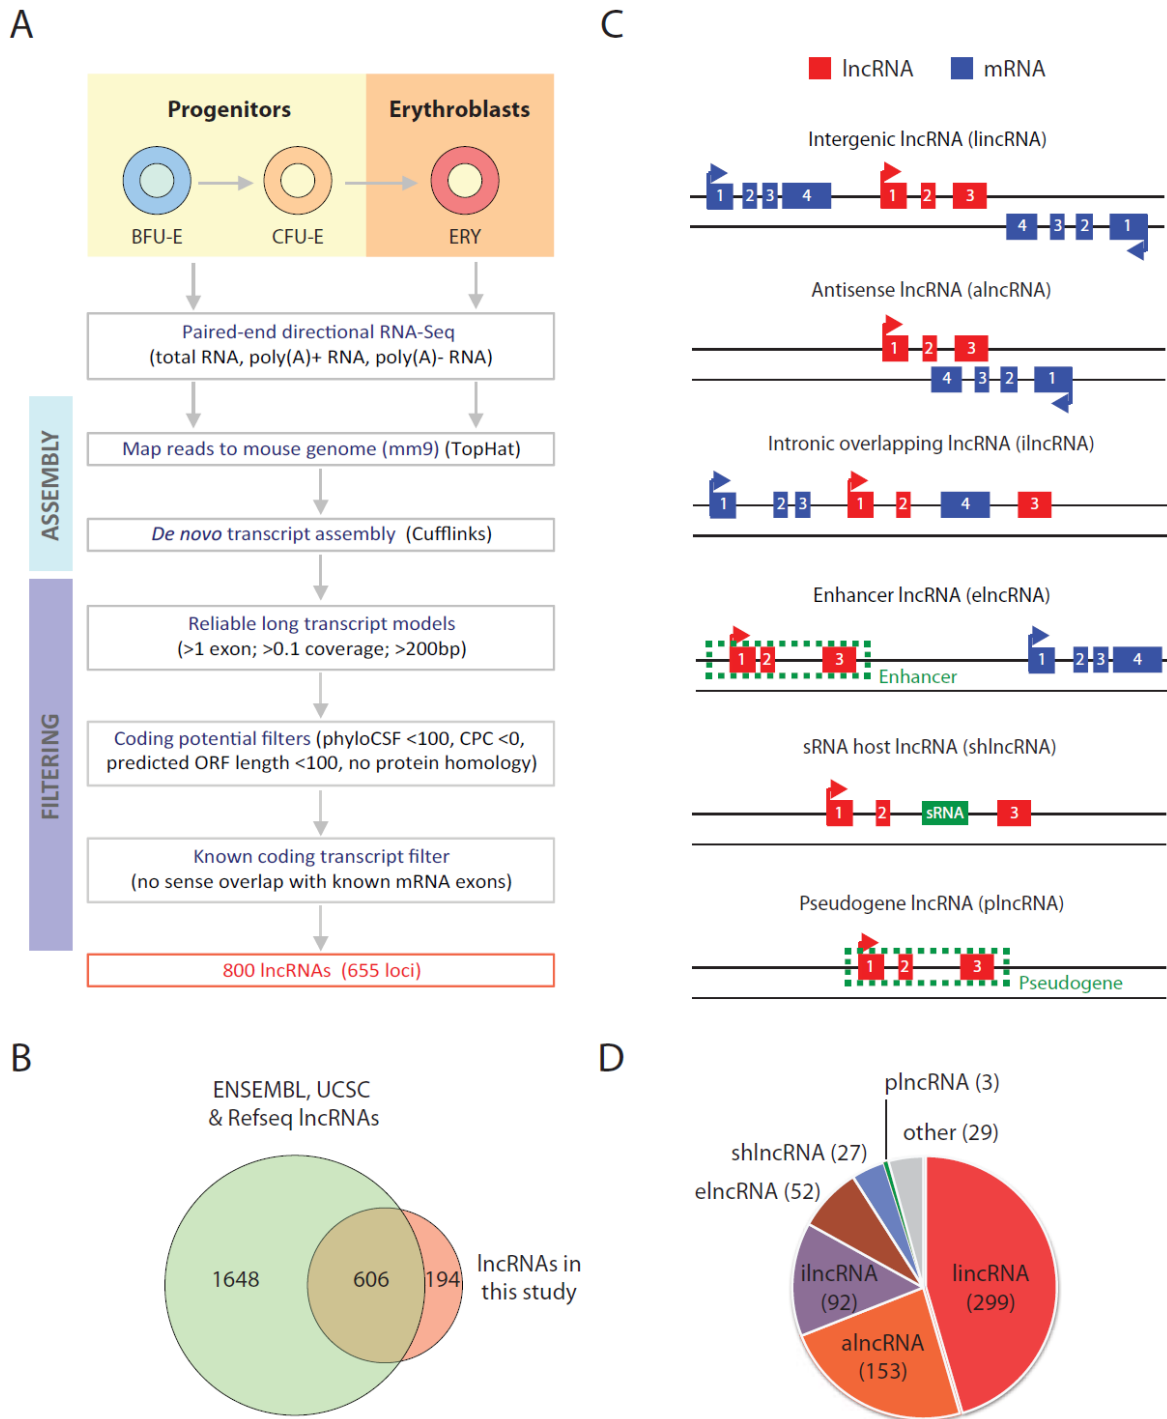 A
Progenitors
Erythroblasts
BFU-E
CFU-E
ERY
Paired-end directional RNA-Seq
(total RNA, poly(A)+ RNA, poly(A)- RNA)
ASSEMBLY
Map reads to mouse genome (mm9) (TopHat)
De novo transcript assembly (Cufflinks)
FILTERING
Reliable long transcript models
(>1 exon; >0.1 coverage; >200bp)
Coding potential filters (phyloCSF <100, CPC <0,
predicted ORF length <100, no protein homology)
Known coding transcript filter
(no sense overlap with known mRNA exons)
800 lncRNAs (655 loci)
B
ENSEMBL, UCSC
& Refseq lncRNAs
1648
606
194
lncRNAs in
this study
C
lncRNA
mRNA
Intergenic lncRNA (lincRNA)
1 2 3 4 1 2 3
4 3 2 1
Antisense lncRNA (alncRNA)
1 2 3
4 3 2 1
Intronic overlapping lncRNA (ilncRNA)
1 2 3 1 2 4 3
Enhancer lncRNA (elncRNA)
1 2 3 1 2 3 4
Enhancer
sRNA host lncRNA (shlncRNA)
1 2 sRNA 3
Pseudogene lncRNA (plncRNA)
1 2 3
Pseudogene
D
plncRNA (3)
other (29)
shlncRNA (27)
elncRNA (52)
ilncRNA
(92)
lincRNA
(299)
alncRNA
(153)